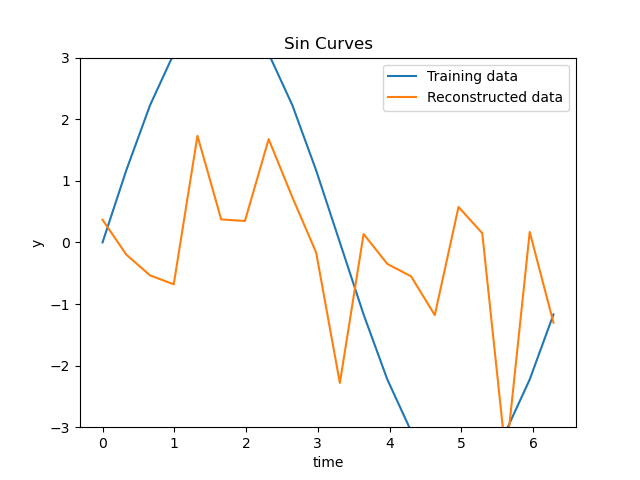 Sin Curves
Training data
Reconstructed data
3
2
1
0
−1
−2
−3
y
0 1 2 3 4 5 6
time